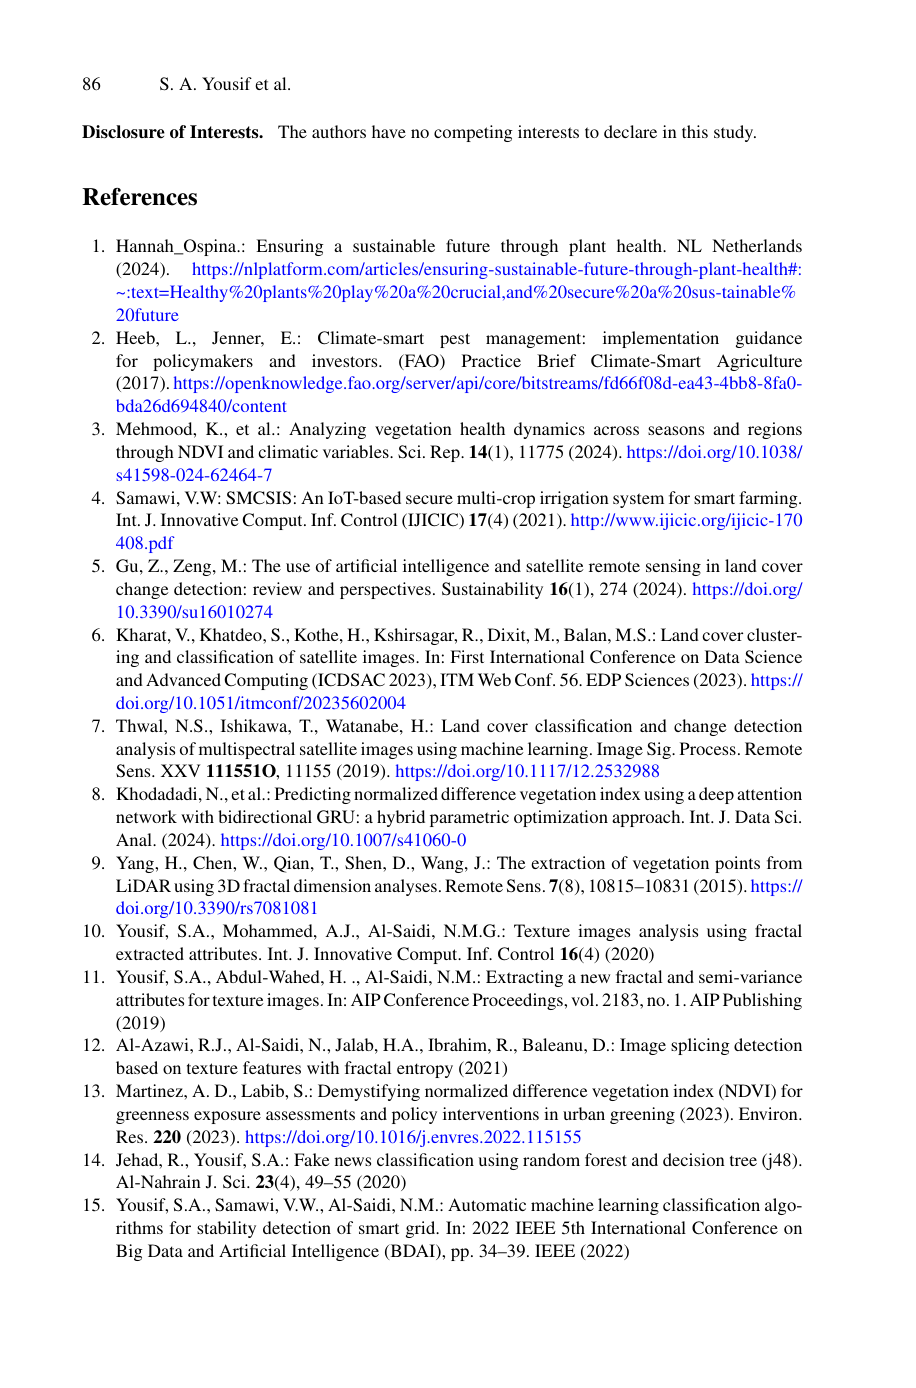 86 S. A. Yousif et al.
Disclosure of Interests. The authors have no competing interests to declare in this study.
References
1. Hannah_Ospina.: Ensuring a sustainable future through plant health. NL Netherlands
(2024). https://nlplatform.com/articles/ensuring-sustainable-future-through-plant-health#:
~:text=Healthy%20plants%20play%20a%20crucial,and%20secure%20a%20sus-tainable%
20future
2. Heeb, L., Jenner, E.: Climate-smart pest management: implementation guidance
for policymakers and investors. (FAO) Practice Brief Climate-Smart Agriculture
(2017). https://openknowledge.fao.org/server/api/core/bitstreams/fd66f08d-ea43-4bb8-8fa0-
bda26d694840/content
3. Mehmood, K., et al.: Analyzing vegetation health dynamics across seasons and regions
through NDVI and climatic variables. Sci. Rep. 14(1), 11775 (2024). https://doi.org/10.1038/
s41598-024-62464-7
4. Samawi, V.W: SMCSIS: An IoT-based secure multi-crop irrigation system for smart farming.
Int. J. Innovative Comput. Inf. Control (IJICIC) 17(4) (2021). http://www.ijicic.org/ijicic-170
408.pdf
5. Gu, Z., Zeng, M.: The use of artificial intelligence and satellite remote sensing in land cover
change detection: review and perspectives. Sustainability 16(1), 274 (2024). https://doi.org/
10.3390/su16010274
6. Kharat, V., Khatdeo, S., Kothe, H., Kshirsagar, R., Dixit, M., Balan, M.S.: Land cover cluster-
ing and classification of satellite images. In: First International Conference on Data Science
and Advanced Computing (ICDSAC 2023), ITM Web Conf. 56. EDP Sciences (2023). https://
doi.org/10.1051/itmconf/20235602004
7. Thwal, N.S., Ishikawa, T., Watanabe, H.: Land cover classification and change detection
analysis of multispectral satellite images using machine learning. Image Sig. Process. Remote
Sens. XXV 111551O, 11155 (2019). https://doi.org/10.1117/12.2532988
8. Khodadadi, N., et al.: Predicting normalized difference vegetation index using a deep attention
network with bidirectional GRU: a hybrid parametric optimization approach. Int. J. Data Sci.
Anal. (2024). https://doi.org/10.1007/s41060-0
9. Yang, H., Chen, W., Qian, T., Shen, D., Wang, J.: The extraction of vegetation points from
LiDAR using 3D fractal dimension analyses. Remote Sens. 7(8), 10815–10831 (2015). https://
doi.org/10.3390/rs7081081
10. Yousif, S.A., Mohammed, A.J., Al-Saidi, N.M.G.: Texture images analysis using fractal
extracted attributes. Int. J. Innovative Comput. Inf. Control 16(4) (2020)
11. Yousif, S.A., Abdul-Wahed, H. ., Al-Saidi, N.M.: Extracting a new fractal and semi-variance
attributes for texture images. In: AIP Conference Proceedings, vol. 2183, no. 1. AIP Publishing
(2019)
12. Al-Azawi, R.J., Al-Saidi, N., Jalab, H.A., Ibrahim, R., Baleanu, D.: Image splicing detection
based on texture features with fractal entropy (2021)
13. Martinez, A. D., Labib, S.: Demystifying normalized difference vegetation index (NDVI) for
greenness exposure assessments and policy interventions in urban greening (2023). Environ.
Res. 220 (2023). https://doi.org/10.1016/j.envres.2022.115155
14. Jehad, R., Yousif, S.A.: Fake news classification using random forest and decision tree (j48).
Al-Nahrain J. Sci. 23(4), 49–55 (2020)
15. Yousif, S.A., Samawi, V.W., Al-Saidi, N.M.: Automatic machine learning classification algo-
rithms for stability detection of smart grid. In: 2022 IEEE 5th International Conference on
Big Data and Artificial Intelligence (BDAI), pp. 34–39. IEEE (2022)